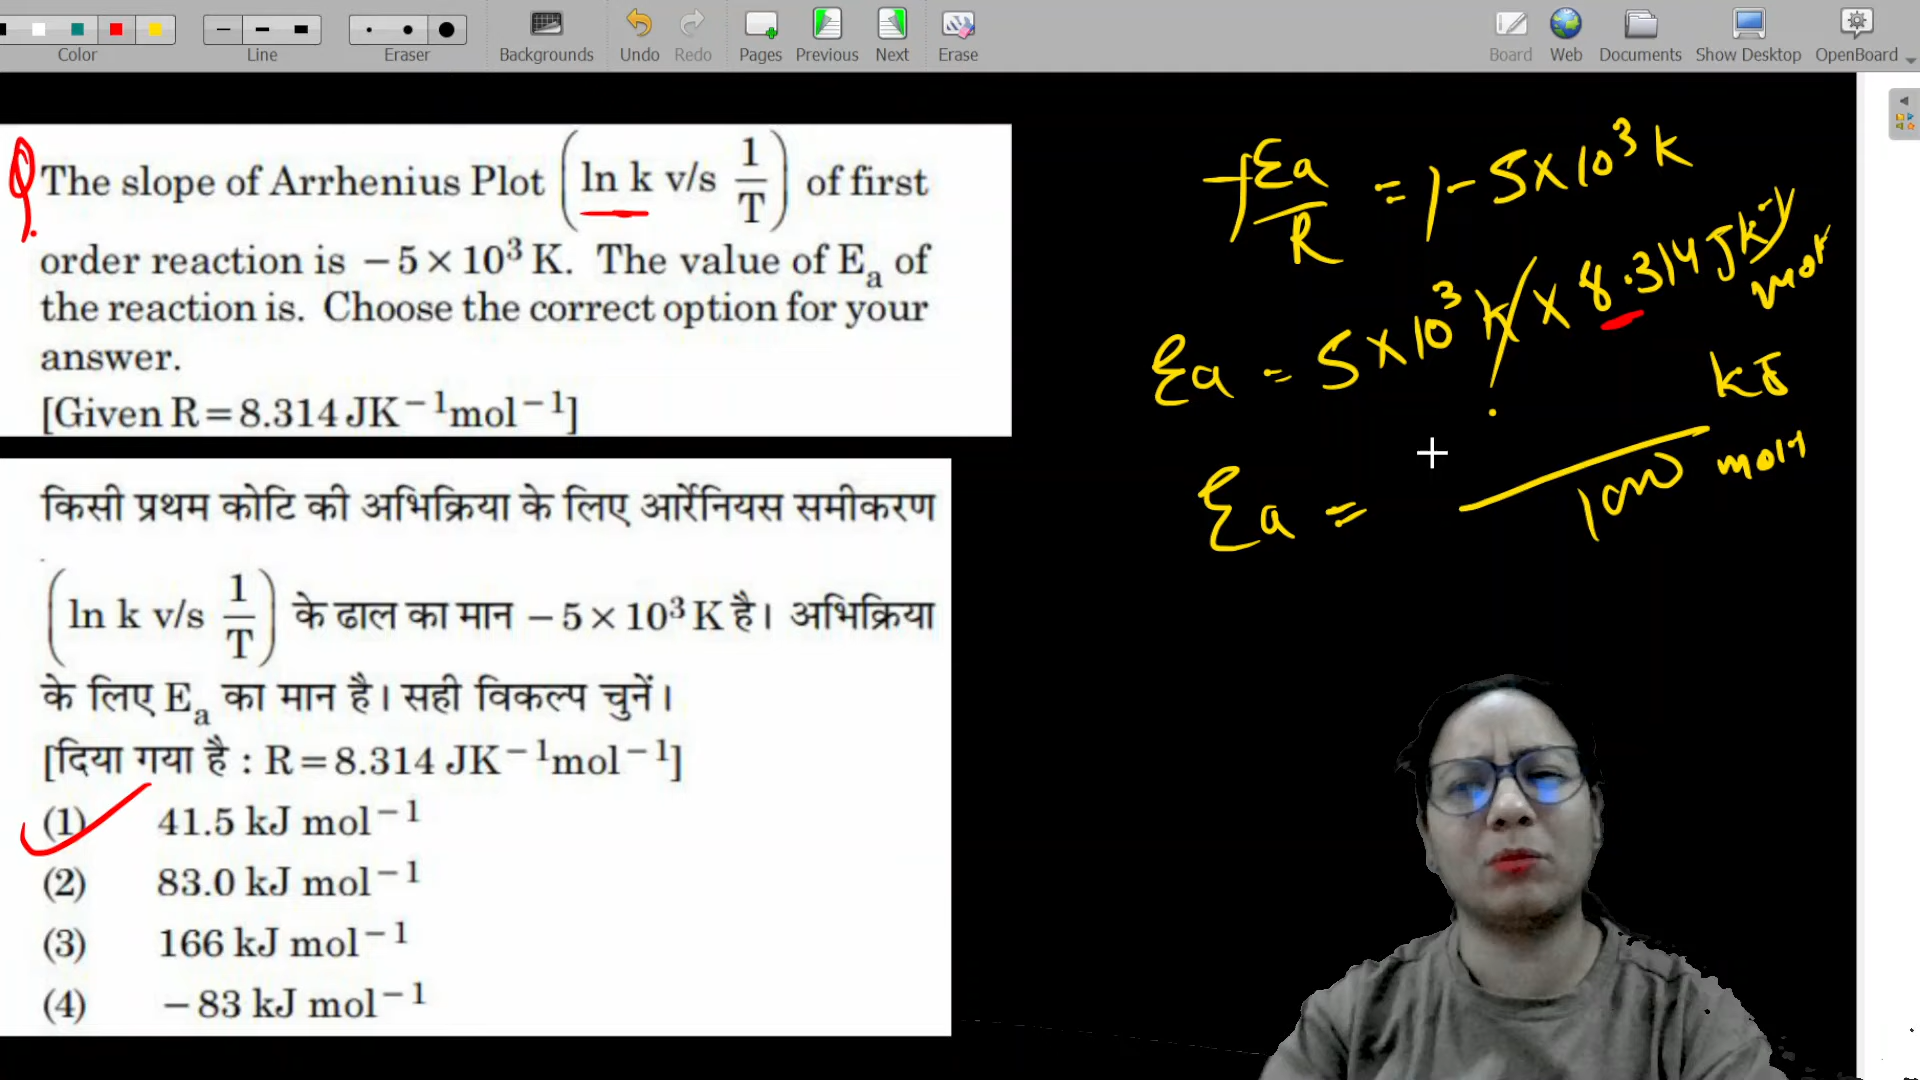 Color
Line
Eraser
Backgrounds
Undo
Redo
Pages
Previous
Next
Erase
Board
Web
Documents
Show Desktop
OpenBoard
Q. The slope of Arrhenius Plot (ln k v/s 1/T) of first
order reaction is −5×10³ K. The value of Eₐ of
the reaction is. Choose the correct option for your
answer.
[Given R=8.314 JK⁻¹mol⁻¹]
किसी प्रथम कोटि की अभिक्रिया के लिए आर्रेनियस समीकरण
(ln k v/s 1/T) के ढाल का मान −5×10³ K है। अभिक्रिया
के लिए Eₐ का मान है। सही विकल्प चुनें।
[दिया गया है : R=8.314 JK⁻¹mol⁻¹]
(1) 41.5 kJ mol⁻¹
(2) 83.0 kJ mol⁻¹
(3) 166 kJ mol⁻¹
(4) −83 kJ mol⁻¹
−Ea/R = −5×10³ K
Ea = 5×10³ K × 8.314 J K⁻¹
Ea = /1000
kJ